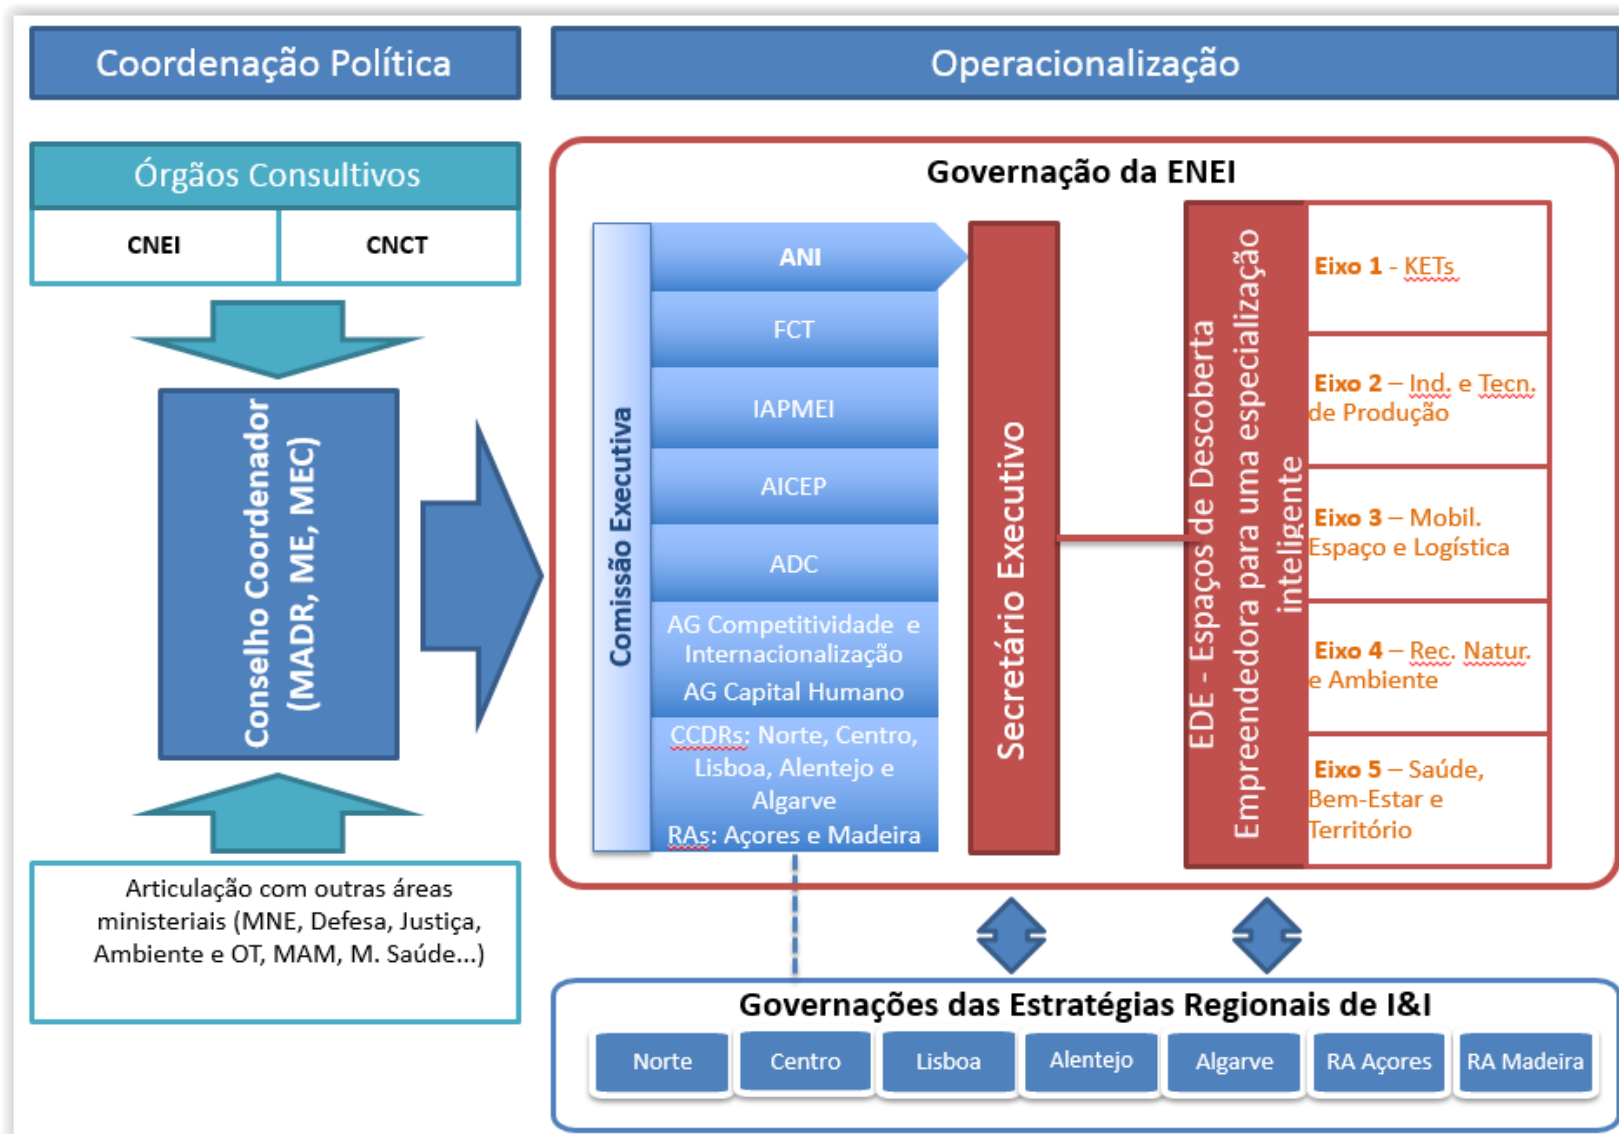 Coordenação Política
Operacionalização
Órgãos Consultivos
CNEI
CNCT
Conselho Coordenador
(MADR, ME, MEC)
Articulação com outras áreas
ministeriais (MNE, Defesa, Justiça,
Ambiente e OT, MAM, M. Saúde...)
Governação da ENEI
Comissão Executiva
ANI
FCT
IAPMEI
AICEP
ADC
AG Competitividade e
Internacionalização
AG Capital Humano
CCDRs: Norte, Centro,
Lisboa, Alentejo e
Algarve
RAs: Açores e Madeira
Secretário Executivo
EDE - Espaços de Descoberta
Empreendedora para uma especialização
inteligente
Eixo 1 - KETs
Eixo 2 – Ind. e Tecn.
de Produção
Eixo 3 – Mobil.
Espaço e Logística
Eixo 4 – Rec. Natur.
e Ambiente
Eixo 5 – Saúde,
Bem-Estar e
Território
Governações das Estratégias Regionais de I&I
Norte
Centro
Lisboa
Alentejo
Algarve
RA Açores
RA Madeira